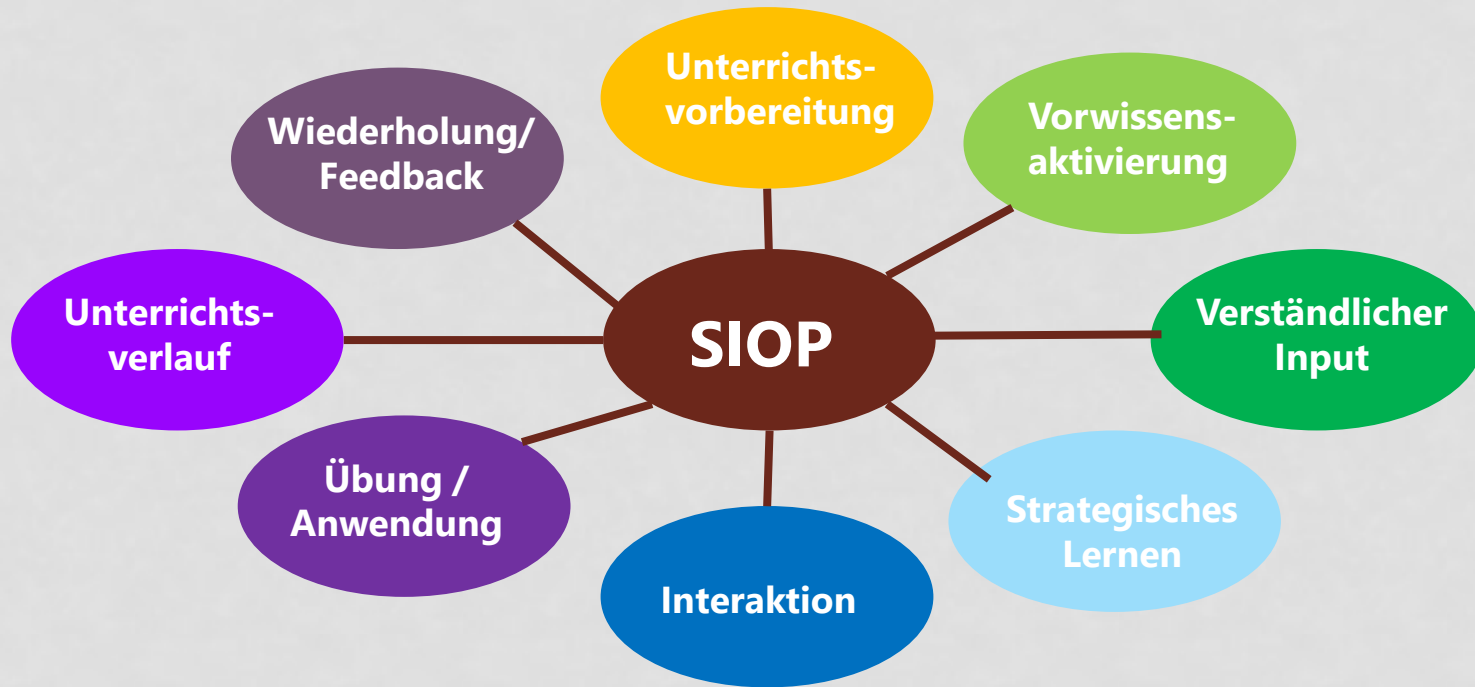 Unterrichts-
vorbereitung
Vorwissens-
aktivierung
Verständlicher
Input
Strategisches
Lernen
Interaktion
Übung /
Anwendung
Unterrichts-
verlauf
Wiederholung/
Feedback
SIOP